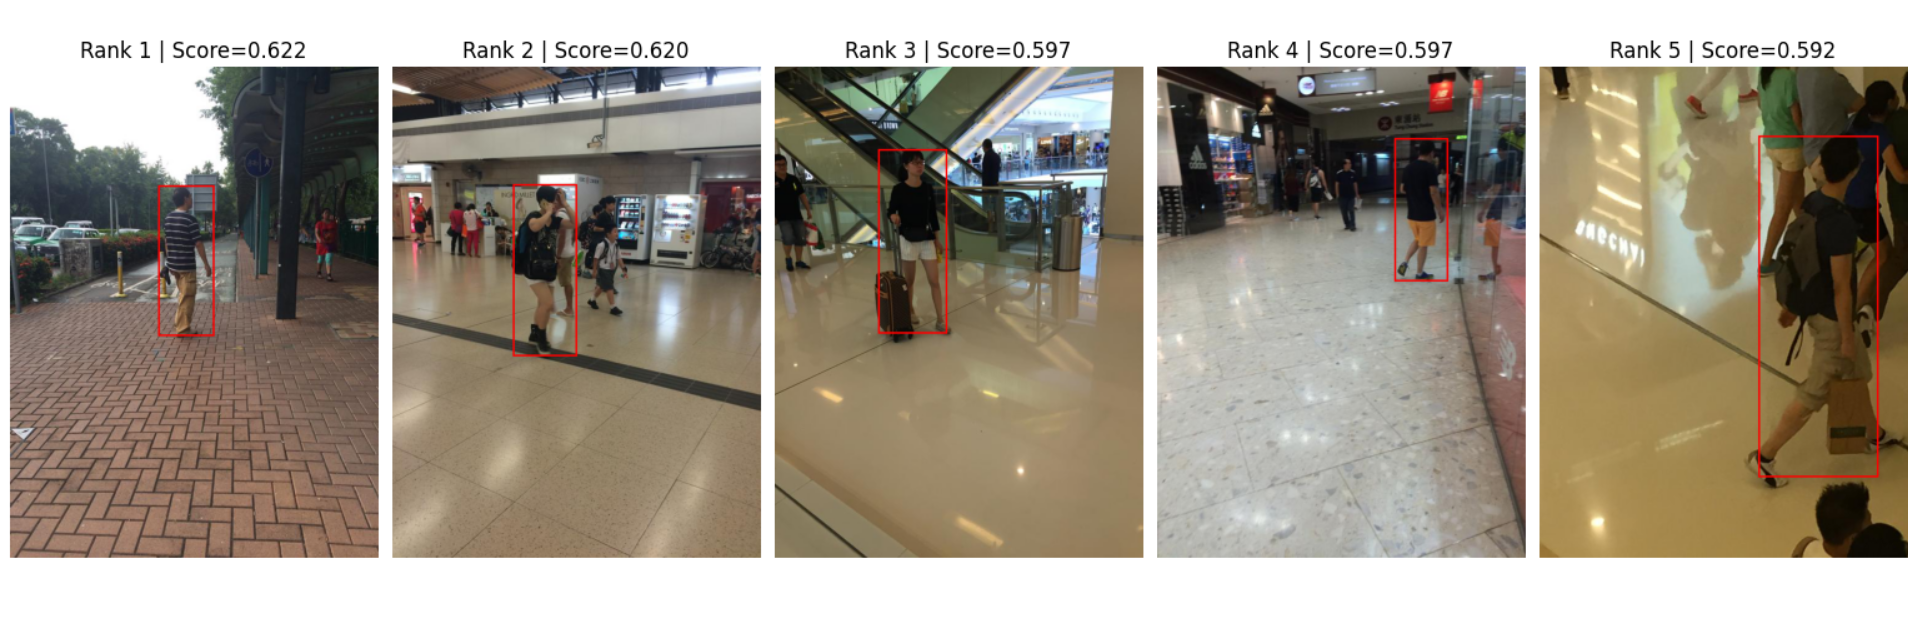 Rank 1 | Score=0.622
Rank 2 | Score=0.620
Rank 3 | Score=0.597
Rank 4 | Score=0.597
Rank 5 | Score=0.592
adidas